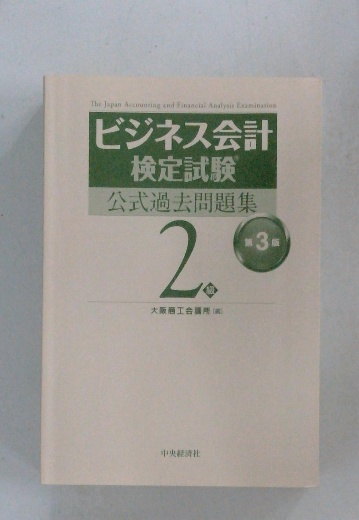 The Japan Accounting and Financial Analysis Examination
ビジネス会計
検定試験®
公式過去問題集
第3版
2級
大阪商工会議所[編]
中央経済社